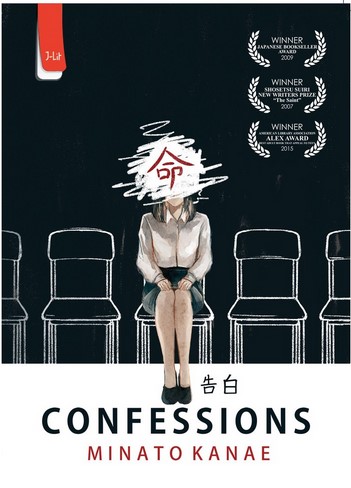 J-Lit
WINNER
JAPANESE BOOKSELLER
AWARD
2009
WINNER
SHOSETSU SUIRI
NEW WRITERS PRIZE
"The Saint"
2007
WINNER
AMERICAN LIBRARY ASSOCIATION
ALEX AWARD
2015
命
告白
CONFESSIONS
MINATO KANAE